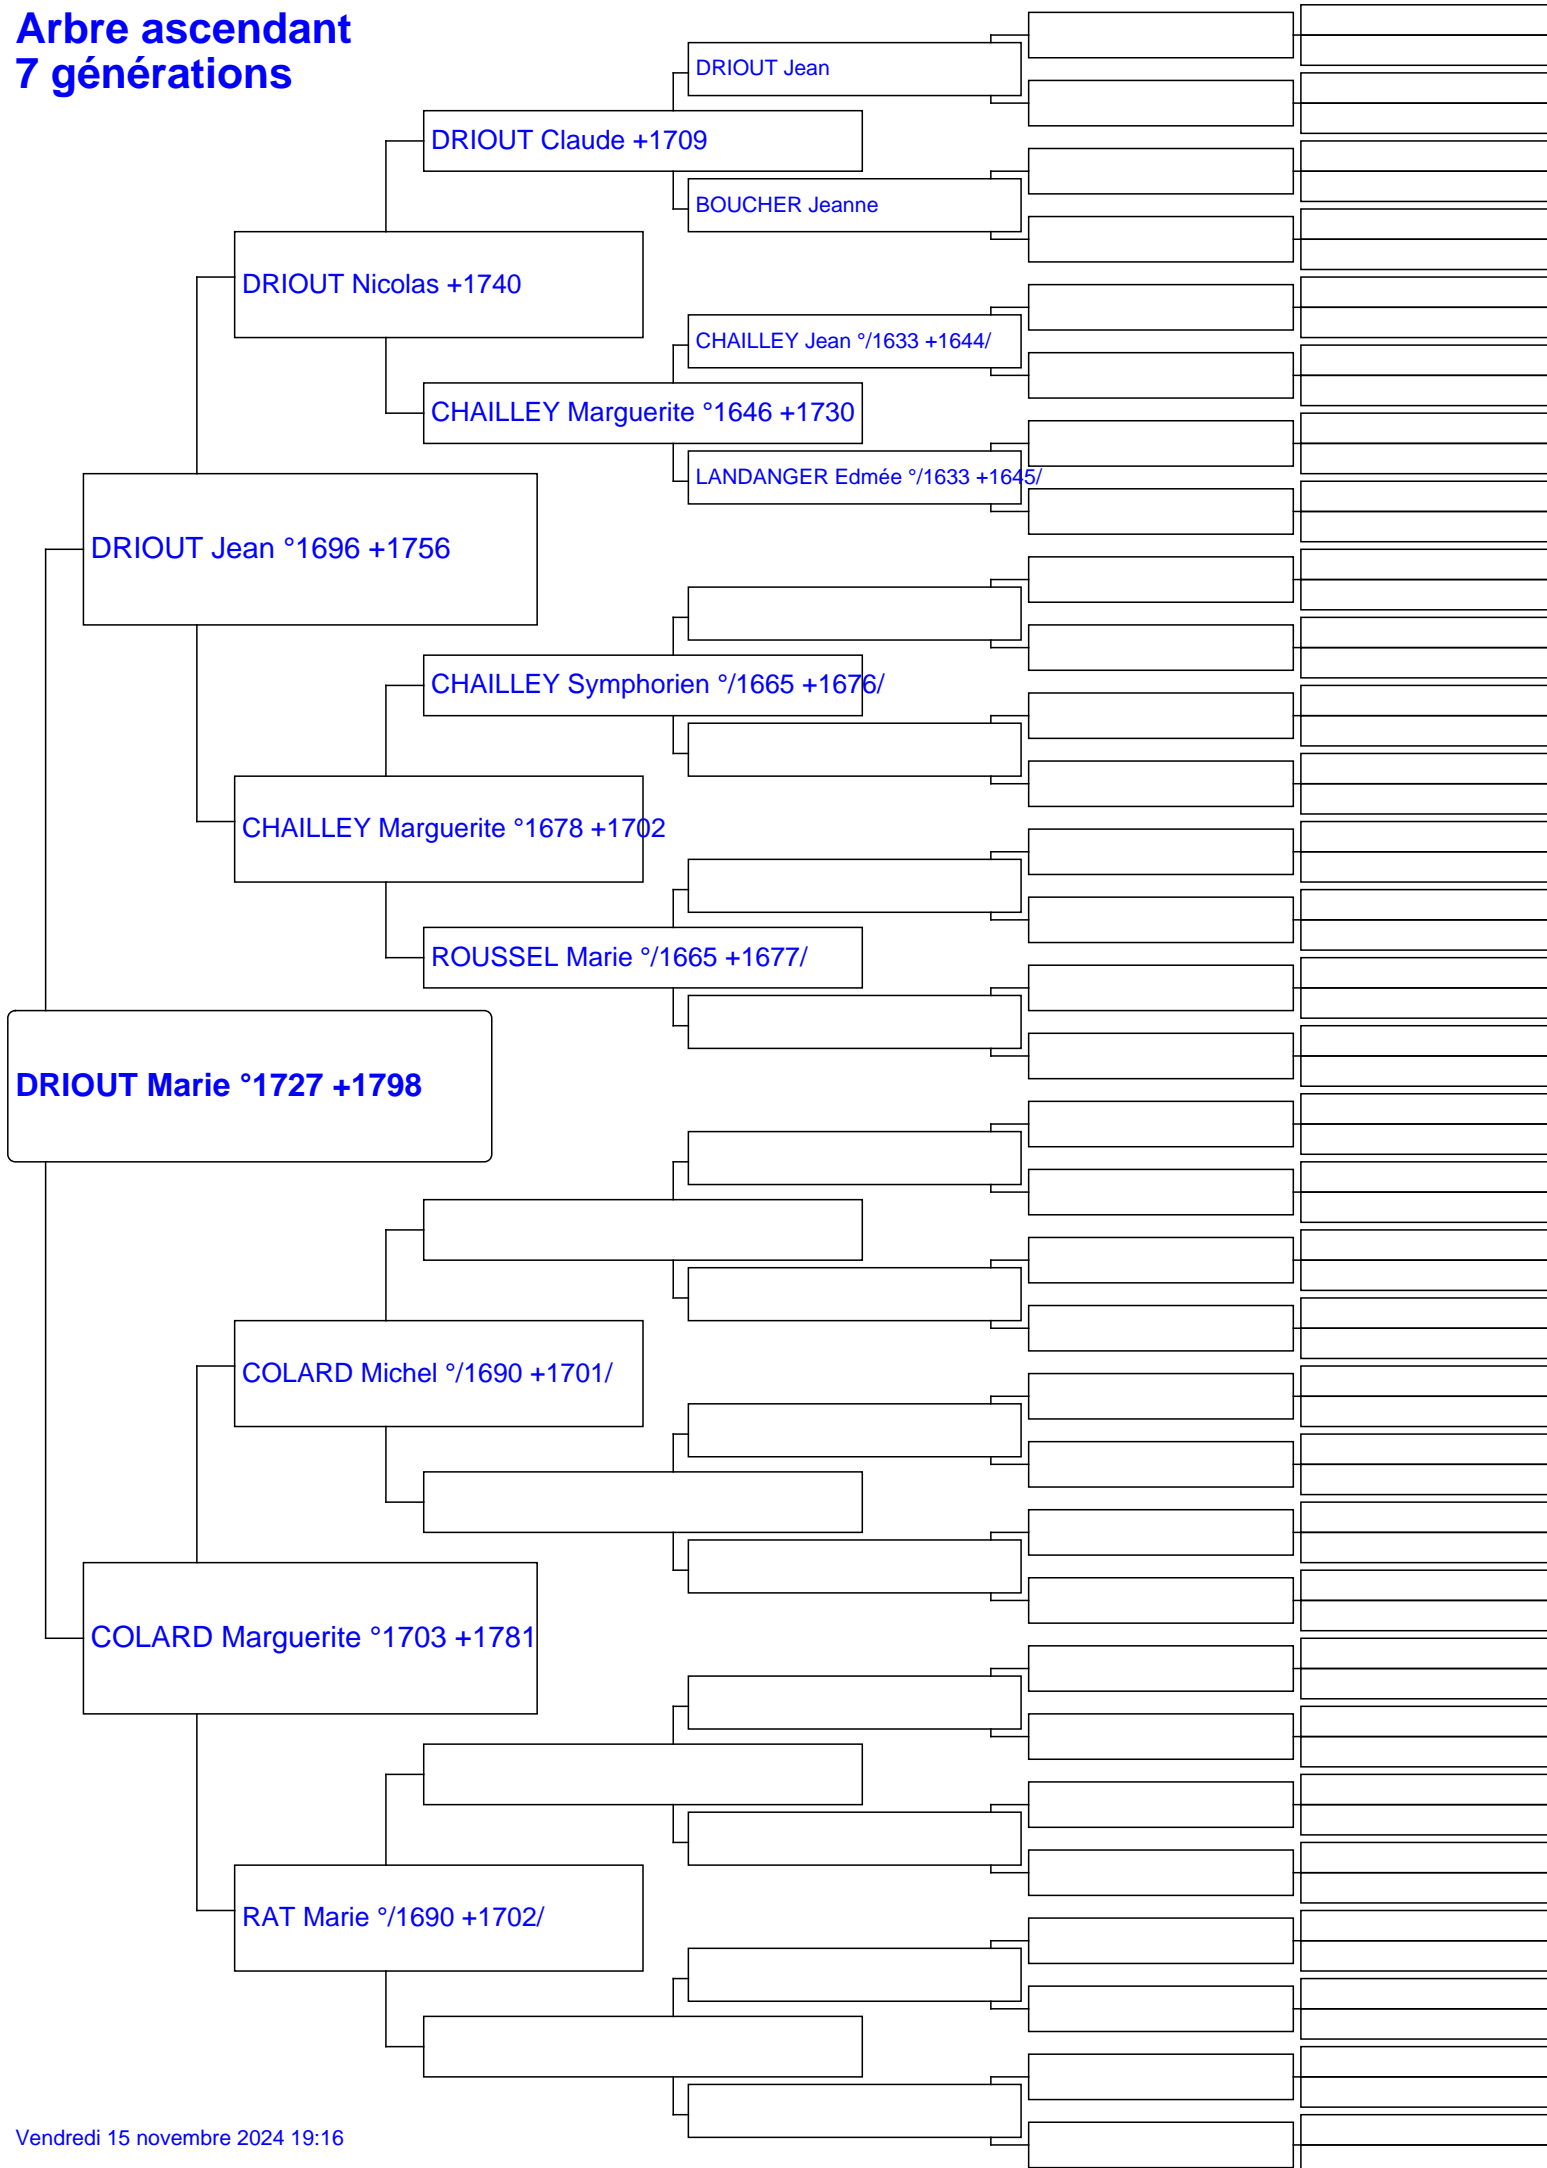 Arbre ascendant
7 générations
DRIOUT Jean
DRIOUT Claude +1709
BOUCHER Jeanne
DRIOUT Nicolas +1740
CHAILLEY Jean °/1633 +1644/
CHAILLEY Marguerite °1646 +1730
LANDANGER Edmée °/1633 +1645/
DRIOUT Jean °1696 +1756
CHAILLEY Symphorien °/1665 +1676/
CHAILLEY Marguerite °1678 +1702
ROUSSEL Marie °/1665 +1677/
DRIOUT Marie °1727 +1798
COLARD Michel °/1690 +1701/
COLARD Marguerite °1703 +1781
RAT Marie °/1690 +1702/
Vendredi 15 novembre 2024 19:16